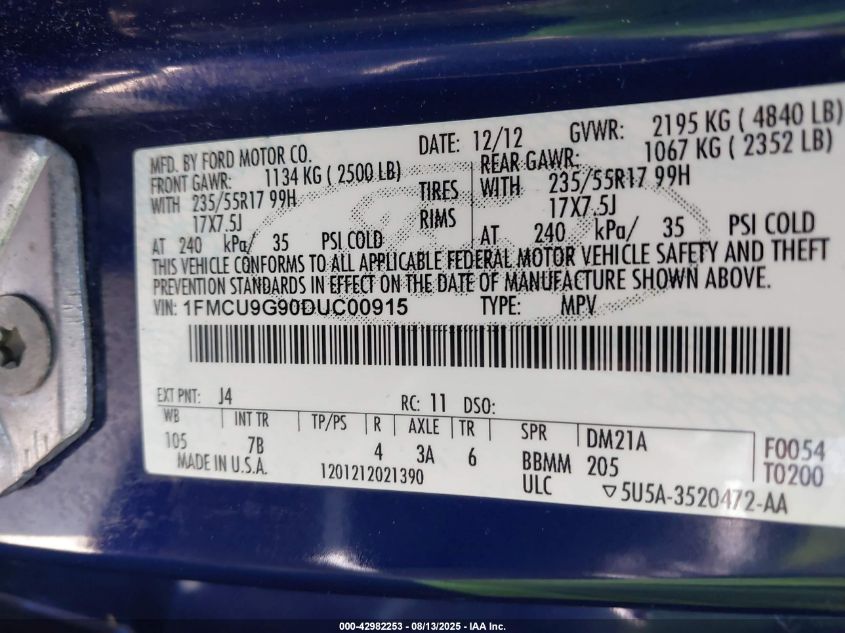 MFD. BY FORD MOTOR CO. DATE: 12/12 GVWR: 2195 KG ( 4840 LB)
FRONT GAWR: 1134 KG ( 2500 LB) REAR GAWR: 1067 KG ( 2352 LB)
WITH 235/55R17 99H TIRES WITH 235/55R17 99H
17X7.5J RIMS 17X7.5J
AT 240 kPa/ 35 PSI COLD AT 240 kPa/ 35 PSI COLD
THIS VEHICLE CONFORMS TO ALL APPLICABLE FEDERAL MOTOR VEHICLE SAFETY AND THEFT
PREVENTION STANDARDS IN EFFECT ON THE DATE OF MANUFACTURE SHOWN ABOVE.
VIN: 1FMCU9G90DUC00915 TYPE: MPV
EXT PNT: J4 RC: 11 DSO:
WB INT TR TP/PS R AXLE TR SPR DM21A F0054
105 7B 4 3A 6 BBMM 205 T0200
MADE IN U.S.A. 1201212021390 ULC ▽5U5A-3520472-AA
000-42982253 - 08/13/2025 - IAA Inc.